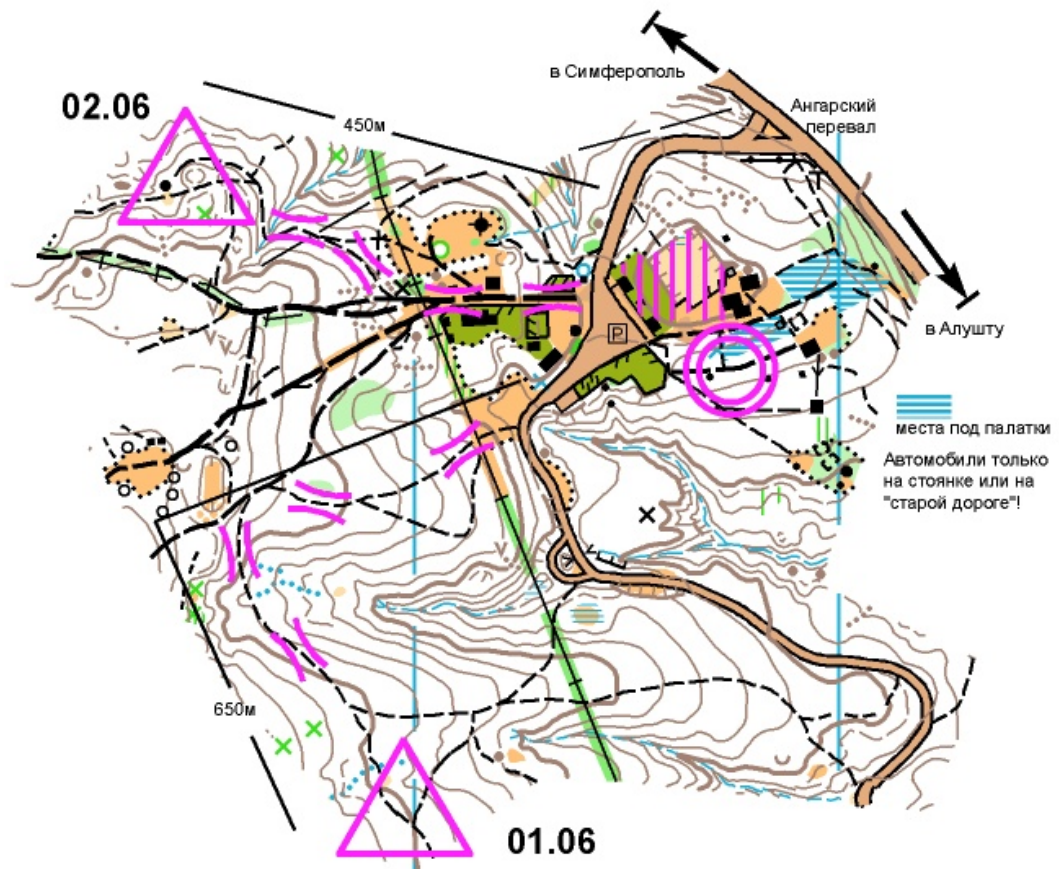 02.06
450м
в Симферополь
Ангарский
перевал
P
в Алушту
места под палатки
Автомобили только
на стоянке или на
"старой дороге"!
650м
01.06